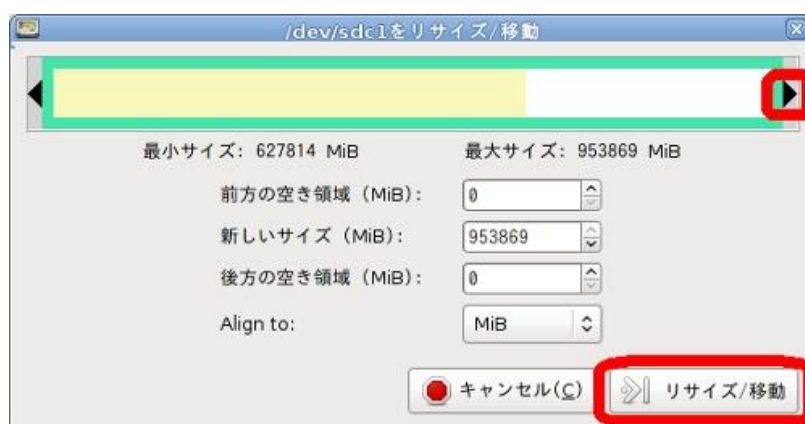 /dev/sdc1をリサイズ/移動
最小サイズ: 627814 MiB 最大サイズ: 953869 MiB
前方の空き領域 (MiB): 0
新しいサイズ (MiB): 953869
後方の空き領域 (MiB): 0
Align to: MiB
キャンセル(C) リサイズ/移動